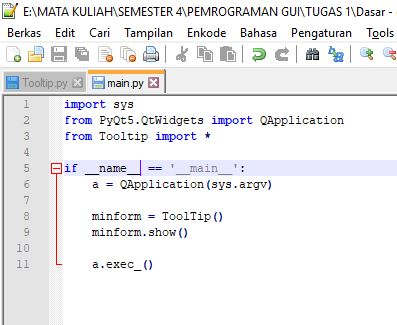 E:\MATA KULIAH\SEMESTER 4\PEMROGRAMAN GUI\TUGAS 1\Dasar -
Berkas Edit Cari Tampilan Format Bahasa Pengaturan Tools
Tooltip.py main.py
1 import sys
2 from PyQt5.QtWidgets import QApplication
3 from Tooltip import *
4
5 if __name__ == '__main__':
6 a = QApplication(sys.argv)
7
8 minform = ToolTip()
9 minform.show()
10
11 a.exec_()